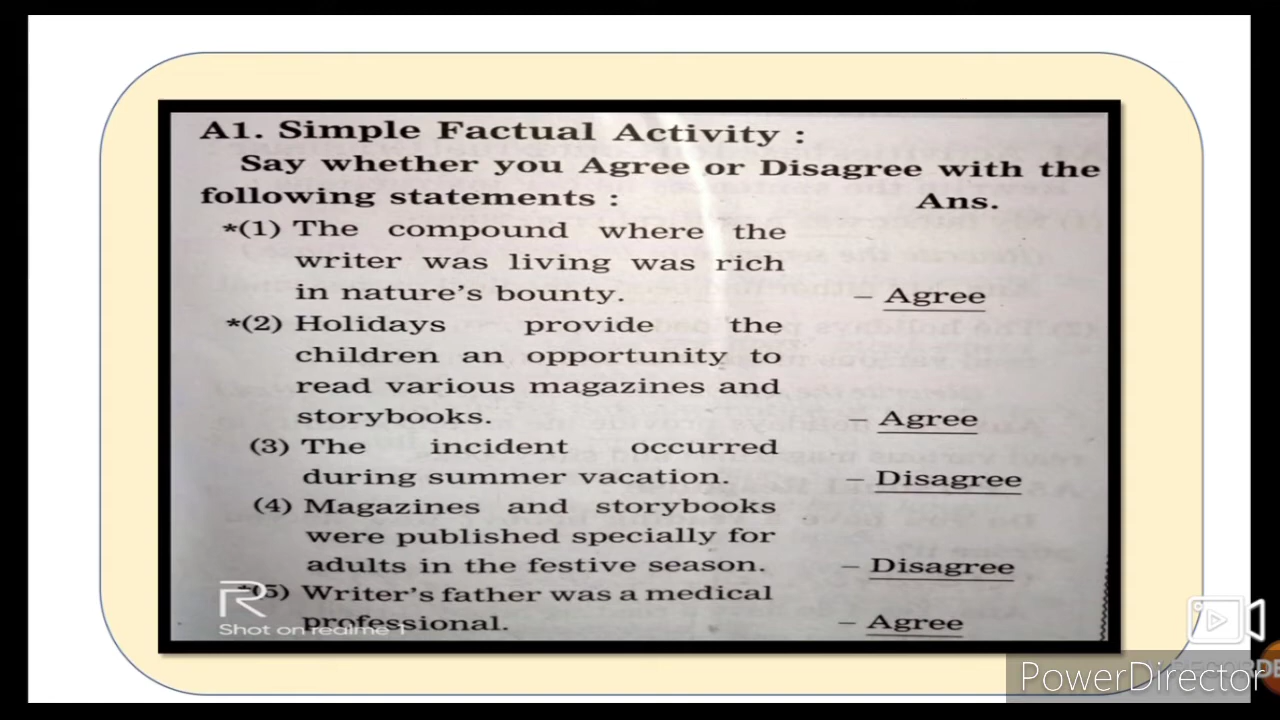 A1. Simple Factual Activity :
Say whether you Agree or Disagree with the
following statements :
Ans.
*(1) The compound where the
writer was living was rich
in nature's bounty.
– Agree
*(2) Holidays provide the
children an opportunity to
read various magazines and
storybooks.
– Agree
(3) The incident occurred
during summer vacation.
– Disagree
(4) Magazines and storybooks
were published specially for
adults in the festive season.
– Disagree
*(5) Writer's father was a medical
professional.
– Agree
R
Shot on realme 1
PowerDirector